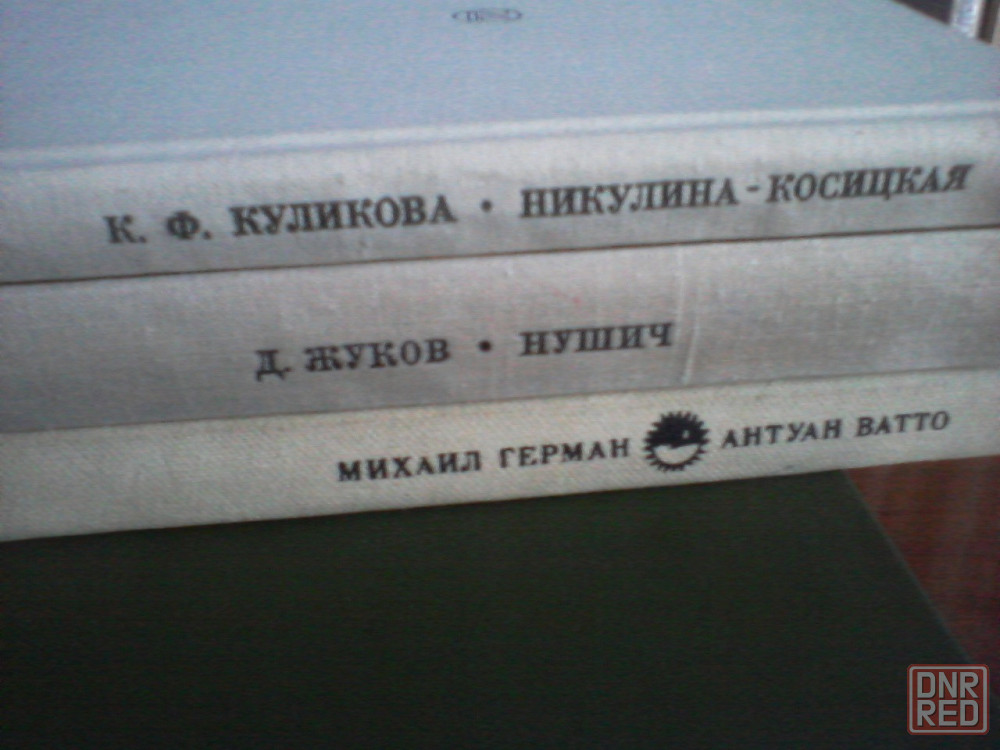 К. Ф. КУЛИКОВА • НИКУЛИНА-КОСИЦКАЯ
Д. ЖУКОВ • НУШИЧ
МИХАИЛ ГЕРМАН АНТУАН ВАТТО
DNR
RED